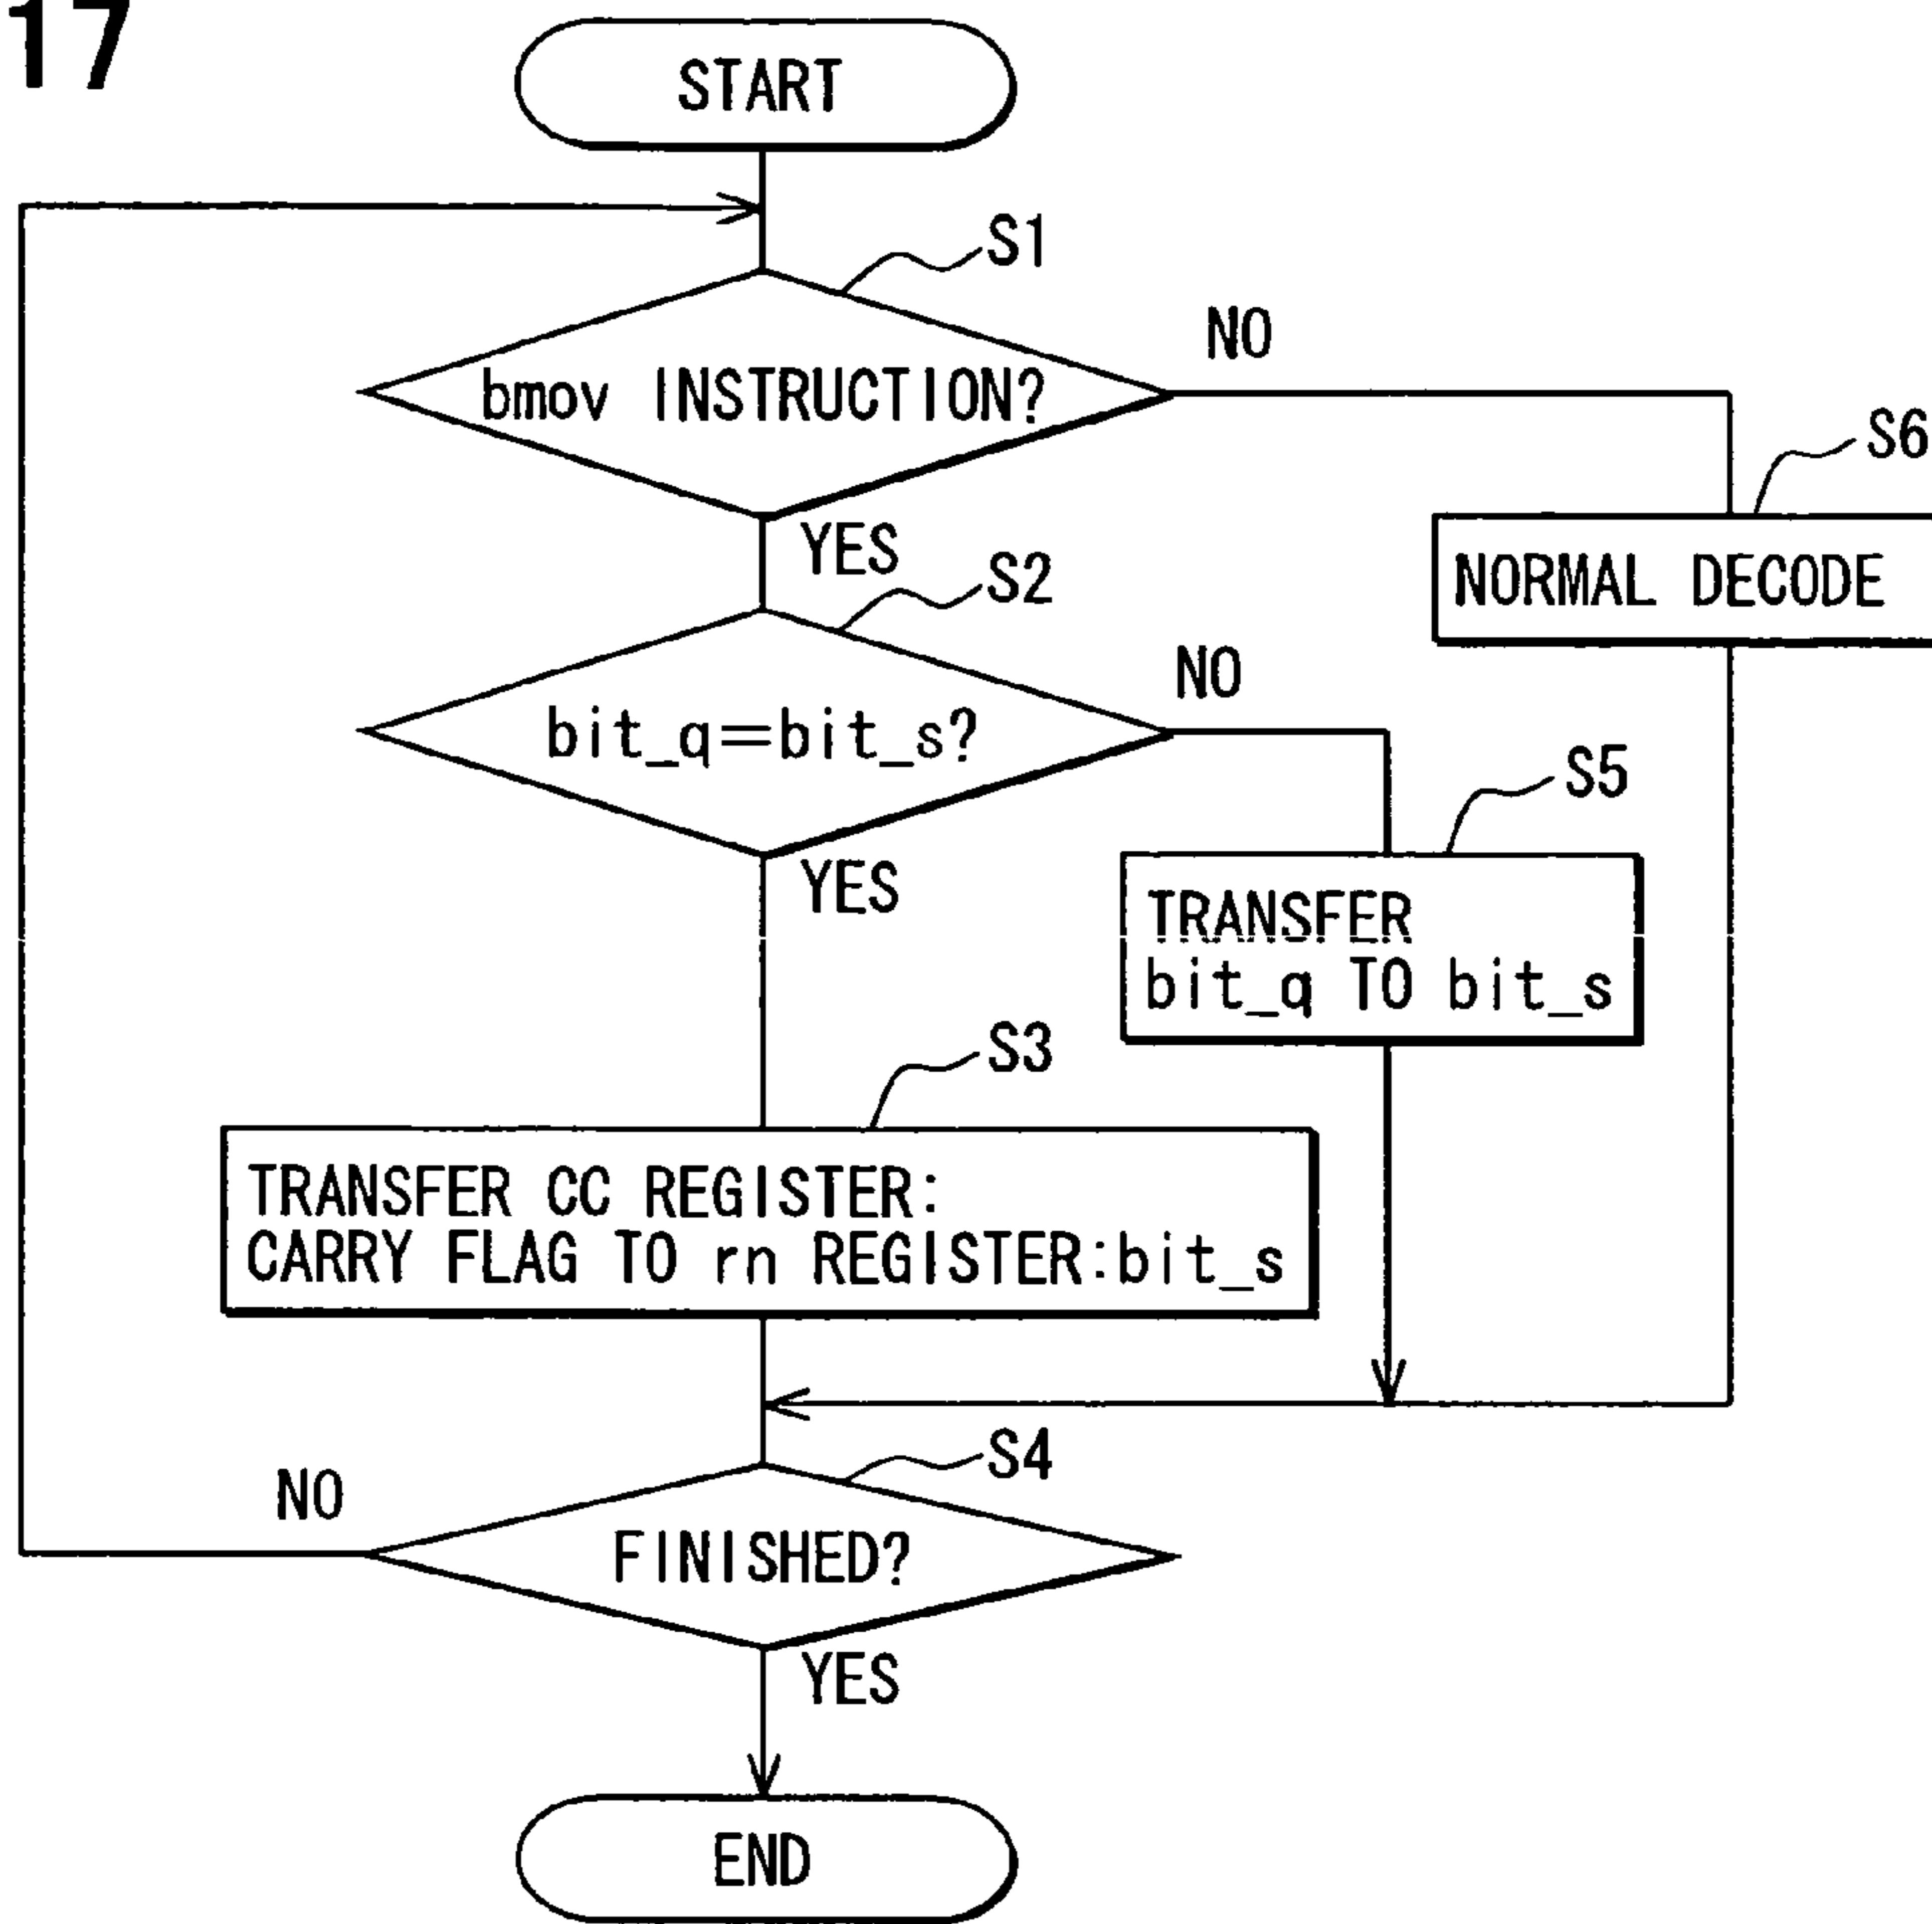 17
START
S1
NO
bmov INSTRUCTION?
S6
YES
NORMAL DECODE
S2
NO
bit_q=bit_s?
S5
YES
TRANSFER
bit_q TO bit_s
S3
TRANSFER CC REGISTER:
CARRY FLAG TO rn REGISTER:bit_s
S4
NO
FINISHED?
YES
END